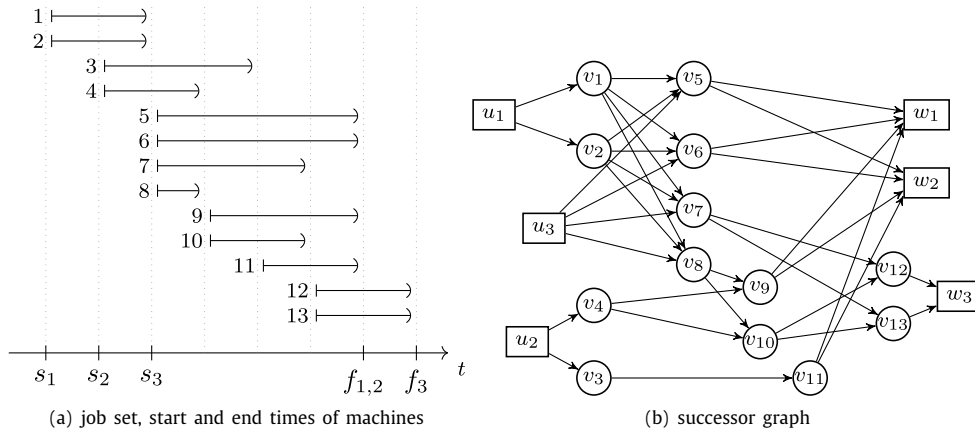 1
2
3
4
5
6
7
8
9
10
11
12
13
s₁ s₂ s₃ f₁,₂ f₃ t
(a) job set, start and end times of machines
v₁ v₅
u₁ w₁
v₂ v₆
w₂
v₇
u₃
v₈ v₁₂
v₉ w₃
v₄
v₁₃
u₂ v₁₀
v₃ v₁₁
(b) successor graph